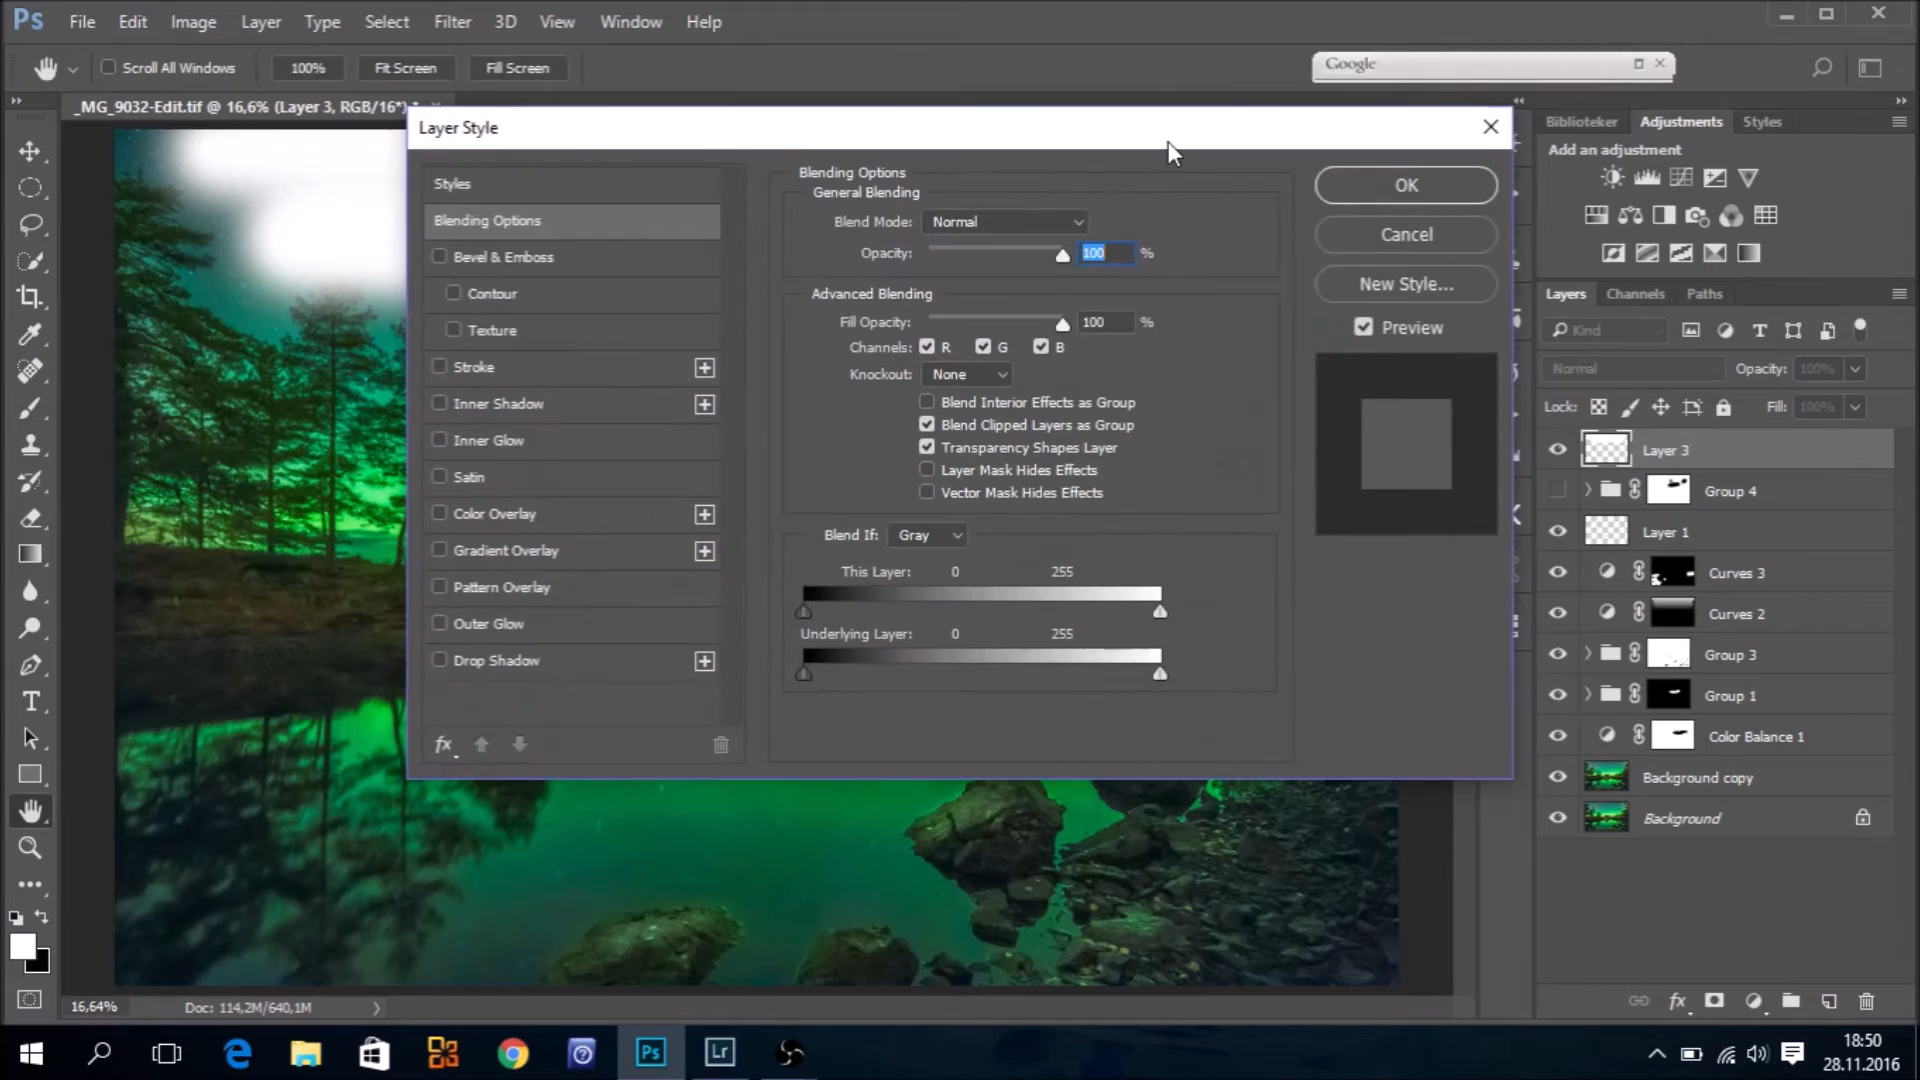 Ps File Edit Image Layer Type Select Filter 3D View Window Help
Scroll All Windows 100% Fit Screen Fill Screen
Google
_MG_9032-Edit.tif @ 16,6% (Layer 3, RGB/16*) *
Layer Style
Styles
Blending Options
Bevel & Emboss
Contour
Texture
Stroke
Inner Shadow
Inner Glow
Satin
Color Overlay
Gradient Overlay
Pattern Overlay
Outer Glow
Drop Shadow
fx
Blending Options
General Blending
Blend Mode: Normal
Opacity: 100 %
Advanced Blending
Fill Opacity: 100 %
Channels: R G B
Knockout: None
Blend Interior Effects as Group
Blend Clipped Layers as Group
Transparency Shapes Layer
Layer Mask Hides Effects
Vector Mask Hides Effects
Blend If: Gray
This Layer: 0 255
Underlying Layer: 0 255
OK
Cancel
New Style...
Preview
Biblioteker Adjustments Styles
Add an adjustment
Layers Channels Paths
Kind
Normal Opacity: 100%
Lock: Fill: 100%
Layer 3
Group 4
Layer 1
Curves 3
Curves 2
Group 3
Group 1
Color Balance 1
Background copy
Background
fx
16,64% Doc: 114,2M/640,1M
Ps Lr
18:50
28.11.2016